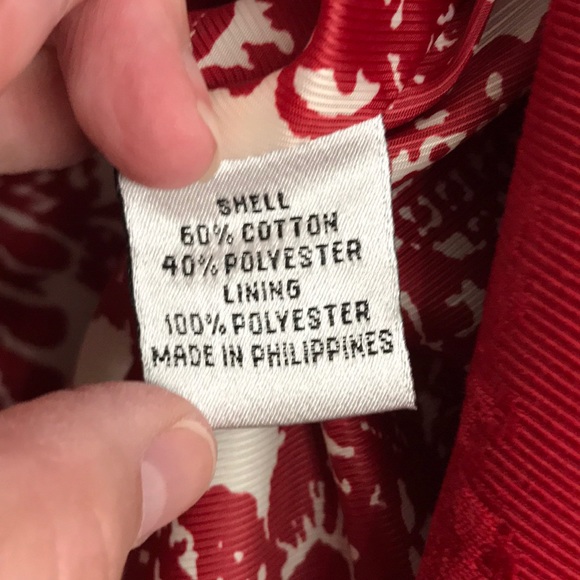 SHELL
60% COTTON
40% POLYESTER
LINING
100% POLYESTER
MADE IN PHILIPPINES